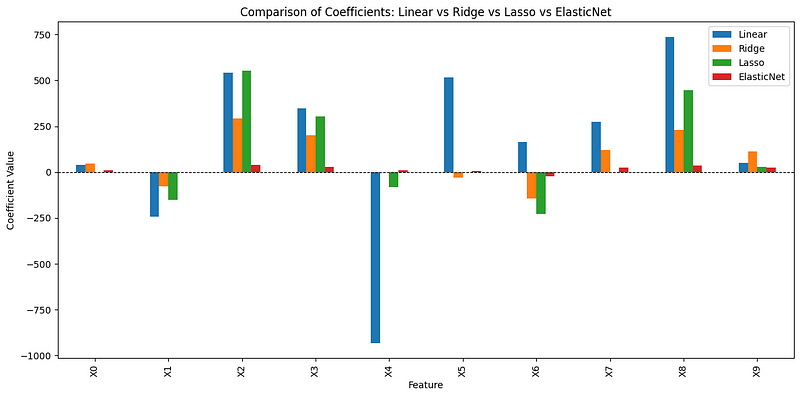 Comparison of Coefficients: Linear vs Ridge vs Lasso vs ElasticNet
Linear
Ridge
Lasso
ElasticNet
Coefficient Value
750
500
250
0
−250
−500
−750
−1000
X0
X1
X2
X3
X4
X5
X6
X7
X8
X9
Feature